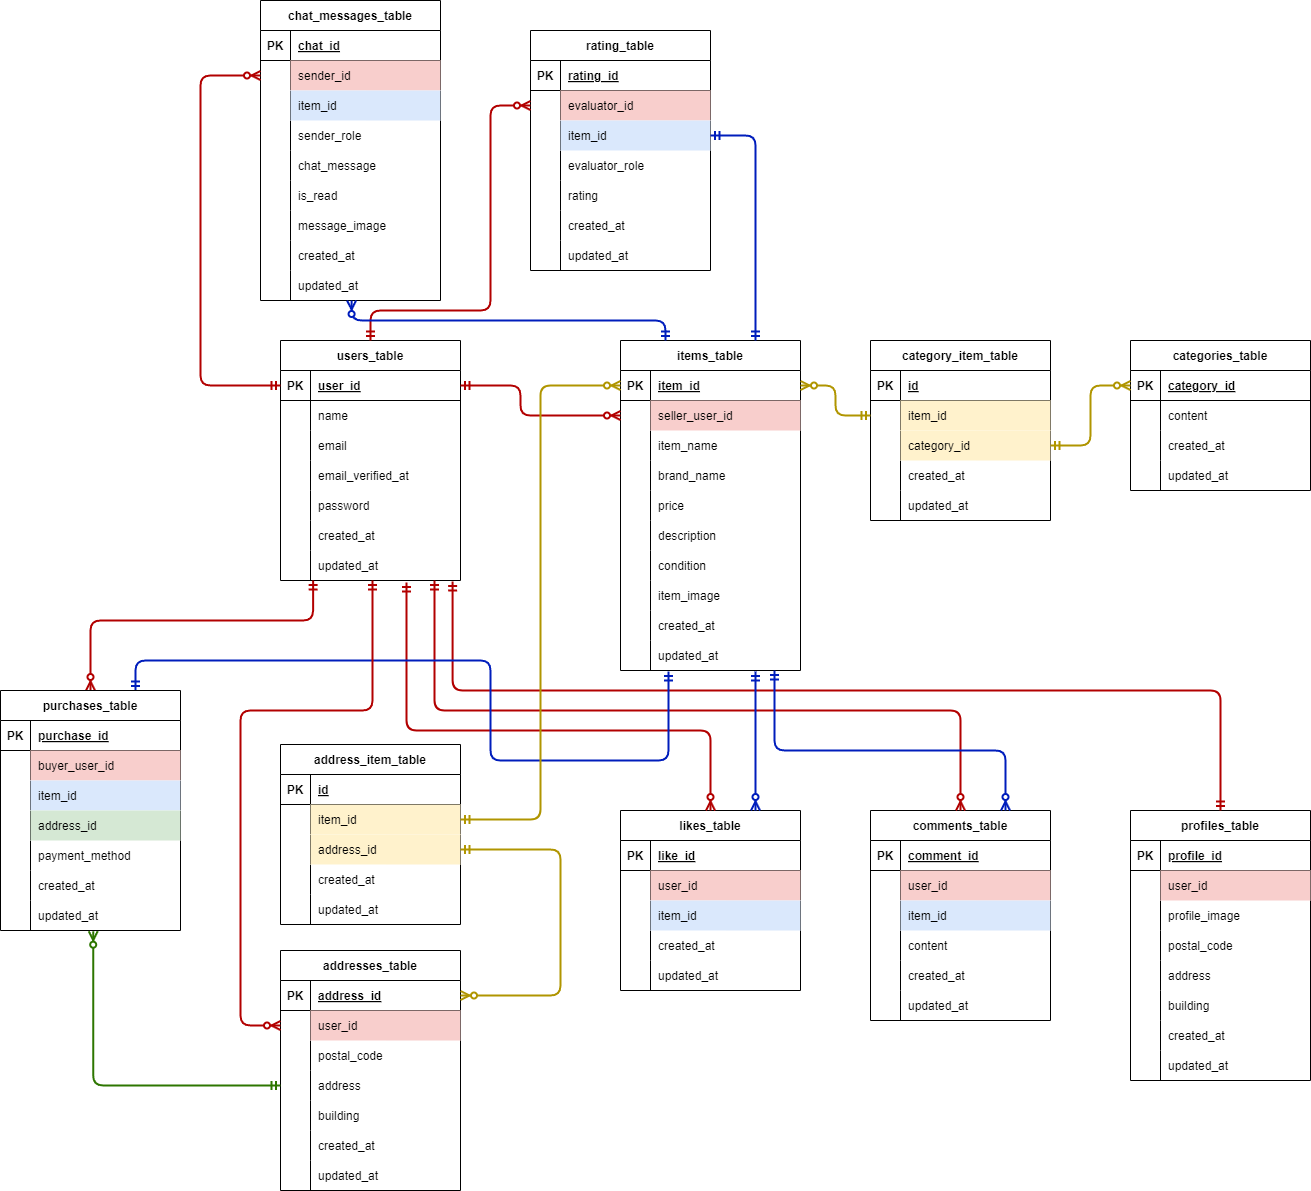 chat_messages_table
PK chat_id
sender_id
item_id
sender_role
chat_message
is_read
message_image
created_at
updated_at
rating_table
PK rating_id
evaluator_id
item_id
evaluator_role
rating
created_at
updated_at
users_table
PK user_id
name
email
email_verified_at
password
created_at
updated_at
items_table
PK item_id
seller_user_id
item_name
brand_name
price
description
condition
item_image
created_at
updated_at
category_item_table
PK id
item_id
category_id
created_at
updated_at
categories_table
PK category_id
content
created_at
updated_at
purchases_table
PK purchase_id
buyer_user_id
item_id
address_id
payment_method
created_at
updated_at
address_item_table
PK id
item_id
address_id
created_at
updated_at
addresses_table
PK address_id
user_id
postal_code
address
building
created_at
updated_at
likes_table
PK like_id
user_id
item_id
created_at
updated_at
comments_table
PK comment_id
user_id
item_id
content
created_at
updated_at
profiles_table
PK profile_id
user_id
profile_image
postal_code
address
building
created_at
updated_at